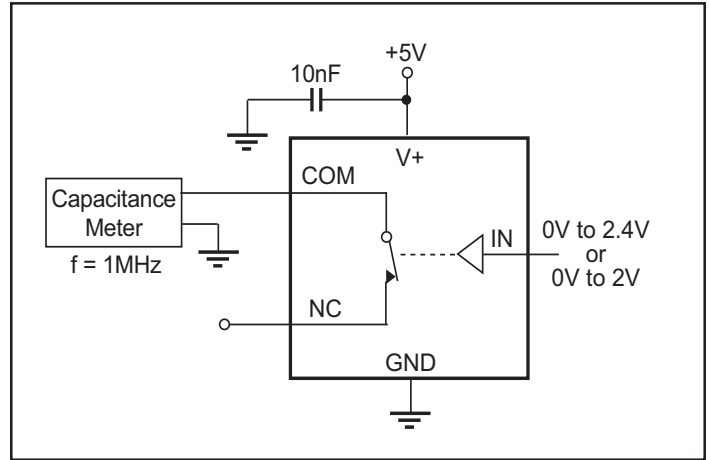 +5V
10nF
V+
COM
Capacitance
Meter
f = 1MHz
IN
0V to 2.4V
or
0V to 2V
NC
GND